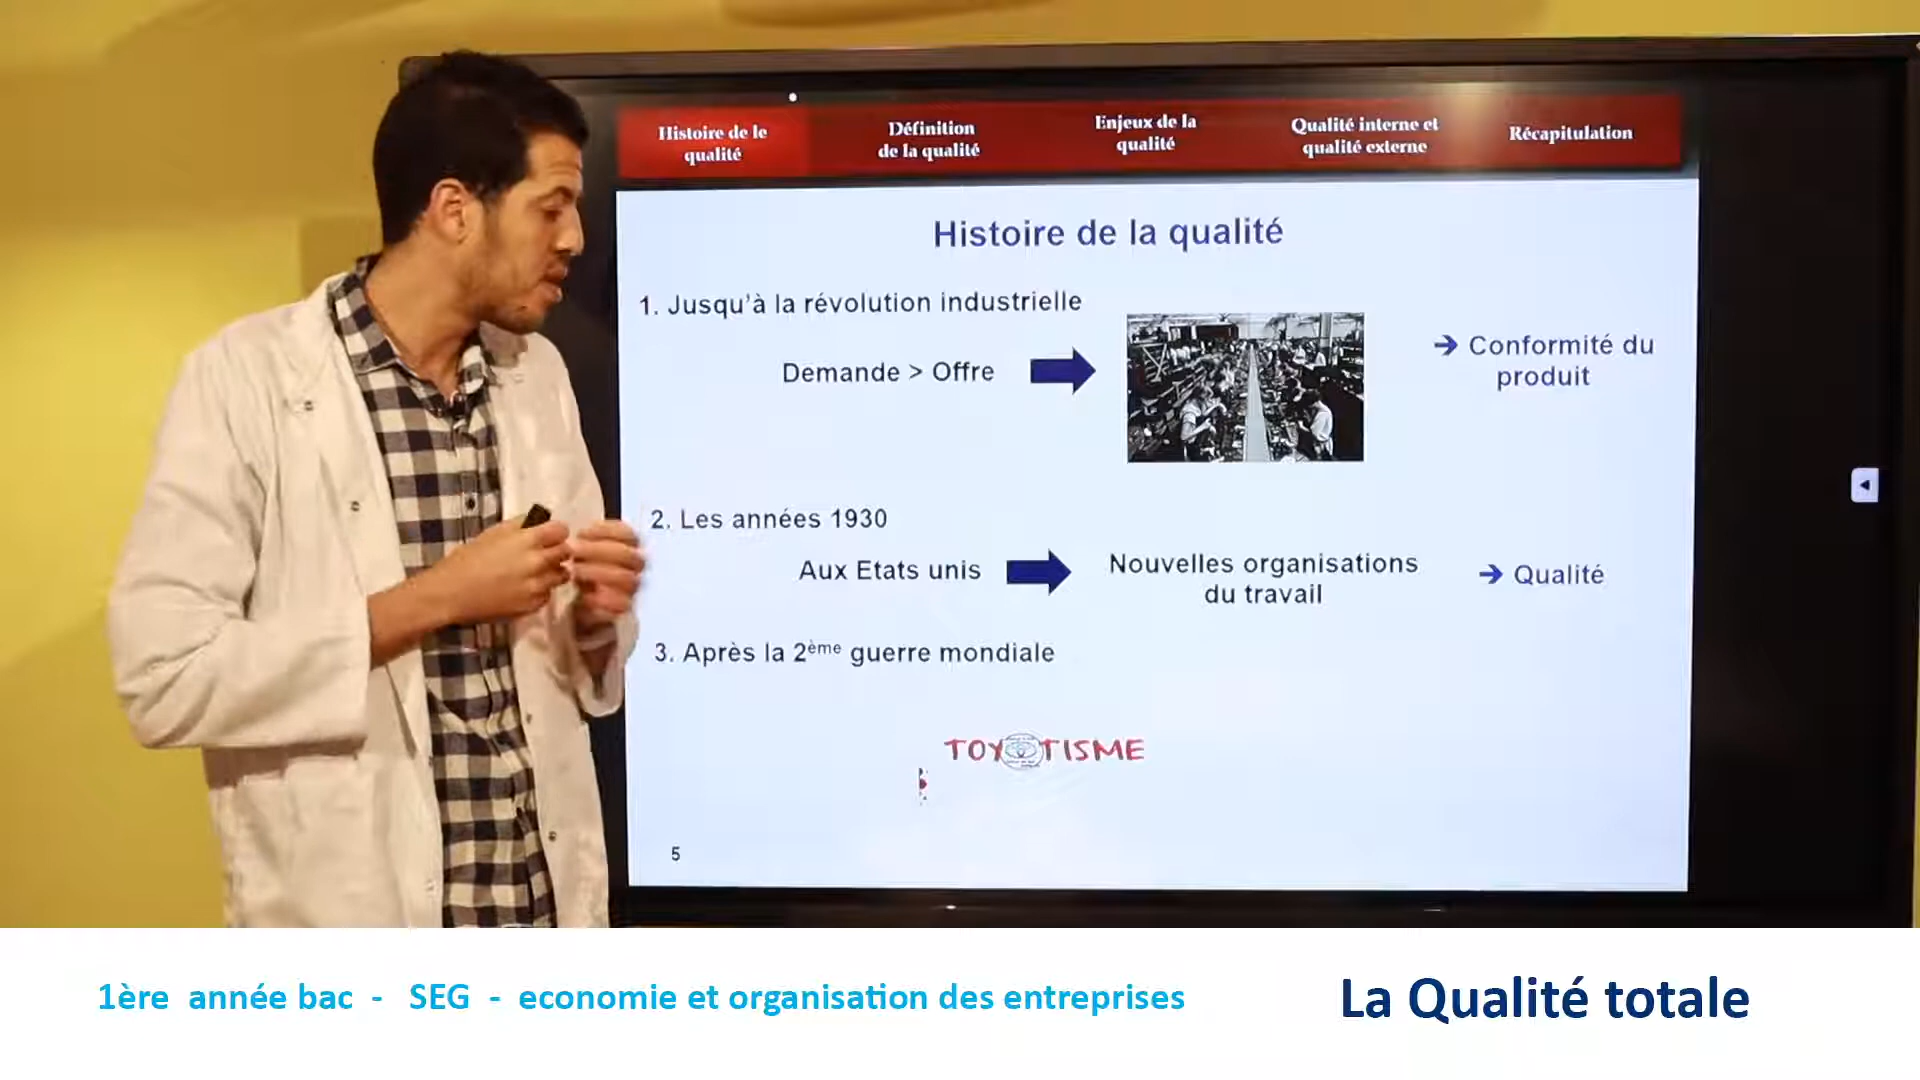 Histoire de le
qualité
Définition
de la qualité
Enjeux de la
qualité
Qualité interne et
qualité externe
Récapitulation
Histoire de la qualité
1. Jusqu'à la révolution industrielle
Demande > Offre
→ Conformité du
produit
2. Les années 1930
Aux Etats unis
Nouvelles organisations
du travail
→ Qualité
3. Après la 2ème guerre mondiale
TOYOTISME
5
1ère année bac - SEG - economie et organisation des entreprises
La Qualité totale